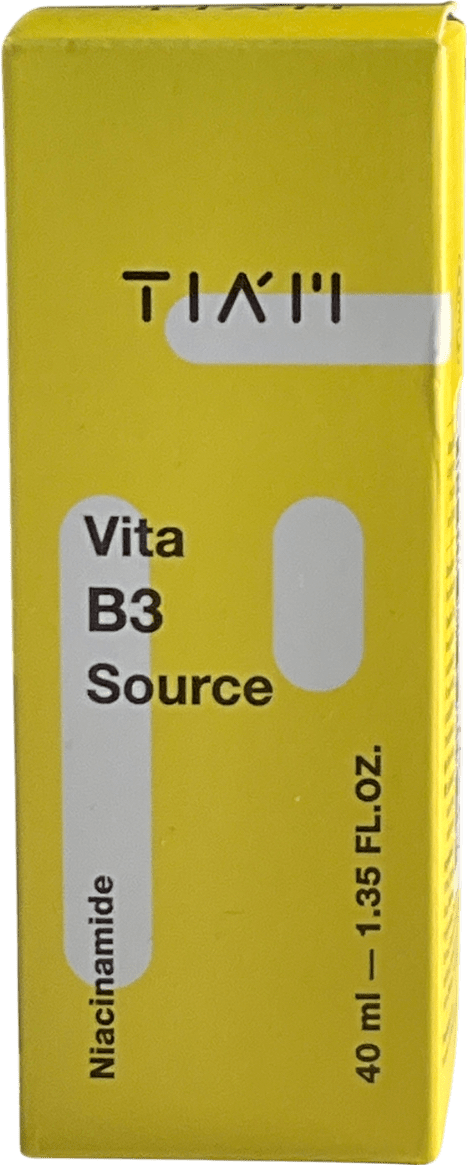 TIAM
Vita
B3
Source
Niacinamide
40 ml — 1.35 FL.OZ.